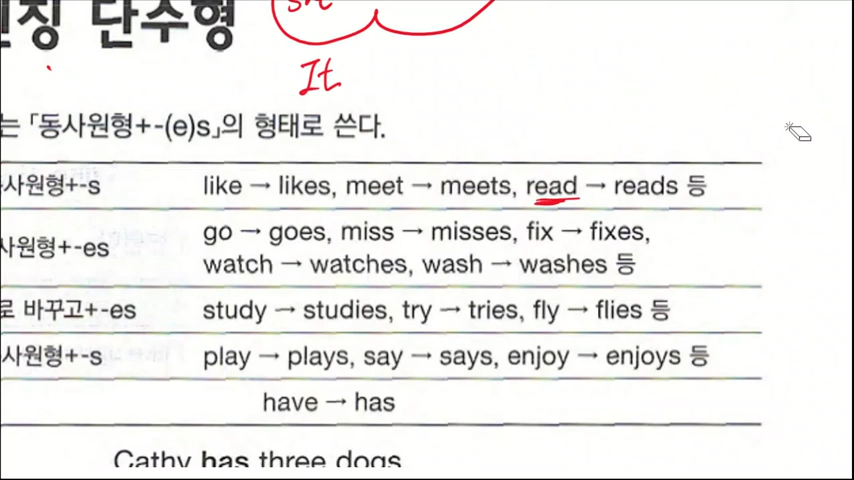 단수형
It
는 「동사원형+-(e)s」의 형태로 쓴다.
사원형+-s like → likes, meet → meets, read → reads 등
go → goes, miss → misses, fix → fixes,
사원형+-es
watch → watches, wash → washes 등
로 바꾸고+-es study → studies, try → tries, fly → flies 등
사원형+-s play → plays, say → says, enjoy → enjoys 등
have → has
Cathy has three dogs